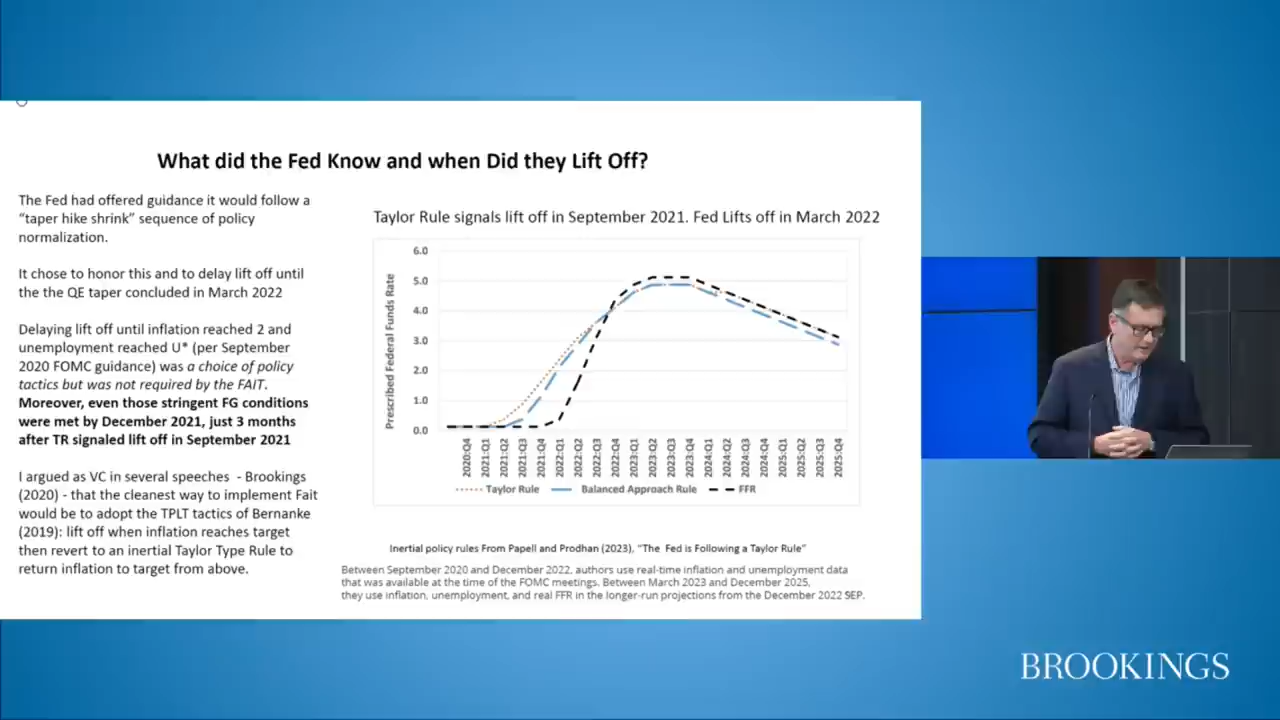 What did the Fed Know and when Did they Lift Off?
The Fed had offered guidance it would follow a
“taper hike shrink” sequence of policy
normalization.
It chose to honor this and to delay lift off until
the the QE taper concluded in March 2022
Delaying lift off until inflation reached 2 and
unemployment reached U* (per September
2020 FOMC guidance) was a choice of policy
tactics but was not required by the FAIT.
Moreover, even those stringent FG conditions
were met by December 2021, just 3 months
after TR signaled lift off in September 2021
I argued as VC in several speeches - Brookings
(2020) - that the cleanest way to implement Fait
would be to adopt the TPLT tactics of Bernanke
(2019): lift off when inflation reaches target
then revert to an inertial Taylor Type Rule to
return inflation to target from above.
Taylor Rule signals lift off in September 2021. Fed Lifts off in March 2022
Prescribed Federal Funds Rate
6.0
5.0
4.0
3.0
2.0
1.0
0.0
2020:Q4
2021:Q1
2021:Q2
2021:Q3
2021:Q4
2022:Q1
2022:Q2
2022:Q3
2022:Q4
2023:Q1
2023:Q2
2023:Q3
2023:Q4
2024:Q1
2024:Q2
2024:Q3
2024:Q4
2025:Q1
2025:Q2
2025:Q3
2025:Q4
Taylor Rule Balanced Approach Rule FFR
Inertial policy rules From Papell and Prodhan (2023), “The Fed is Following a Taylor Rule”
Between September 2020 and December 2022, authors use real-time inflation and unemployment data
that was available at the time of the FOMC meetings. Between March 2023 and December 2025,
they use inflation, unemployment, and real FFR in the longer-run projections from the December 2022 SEP.
BROOKINGS